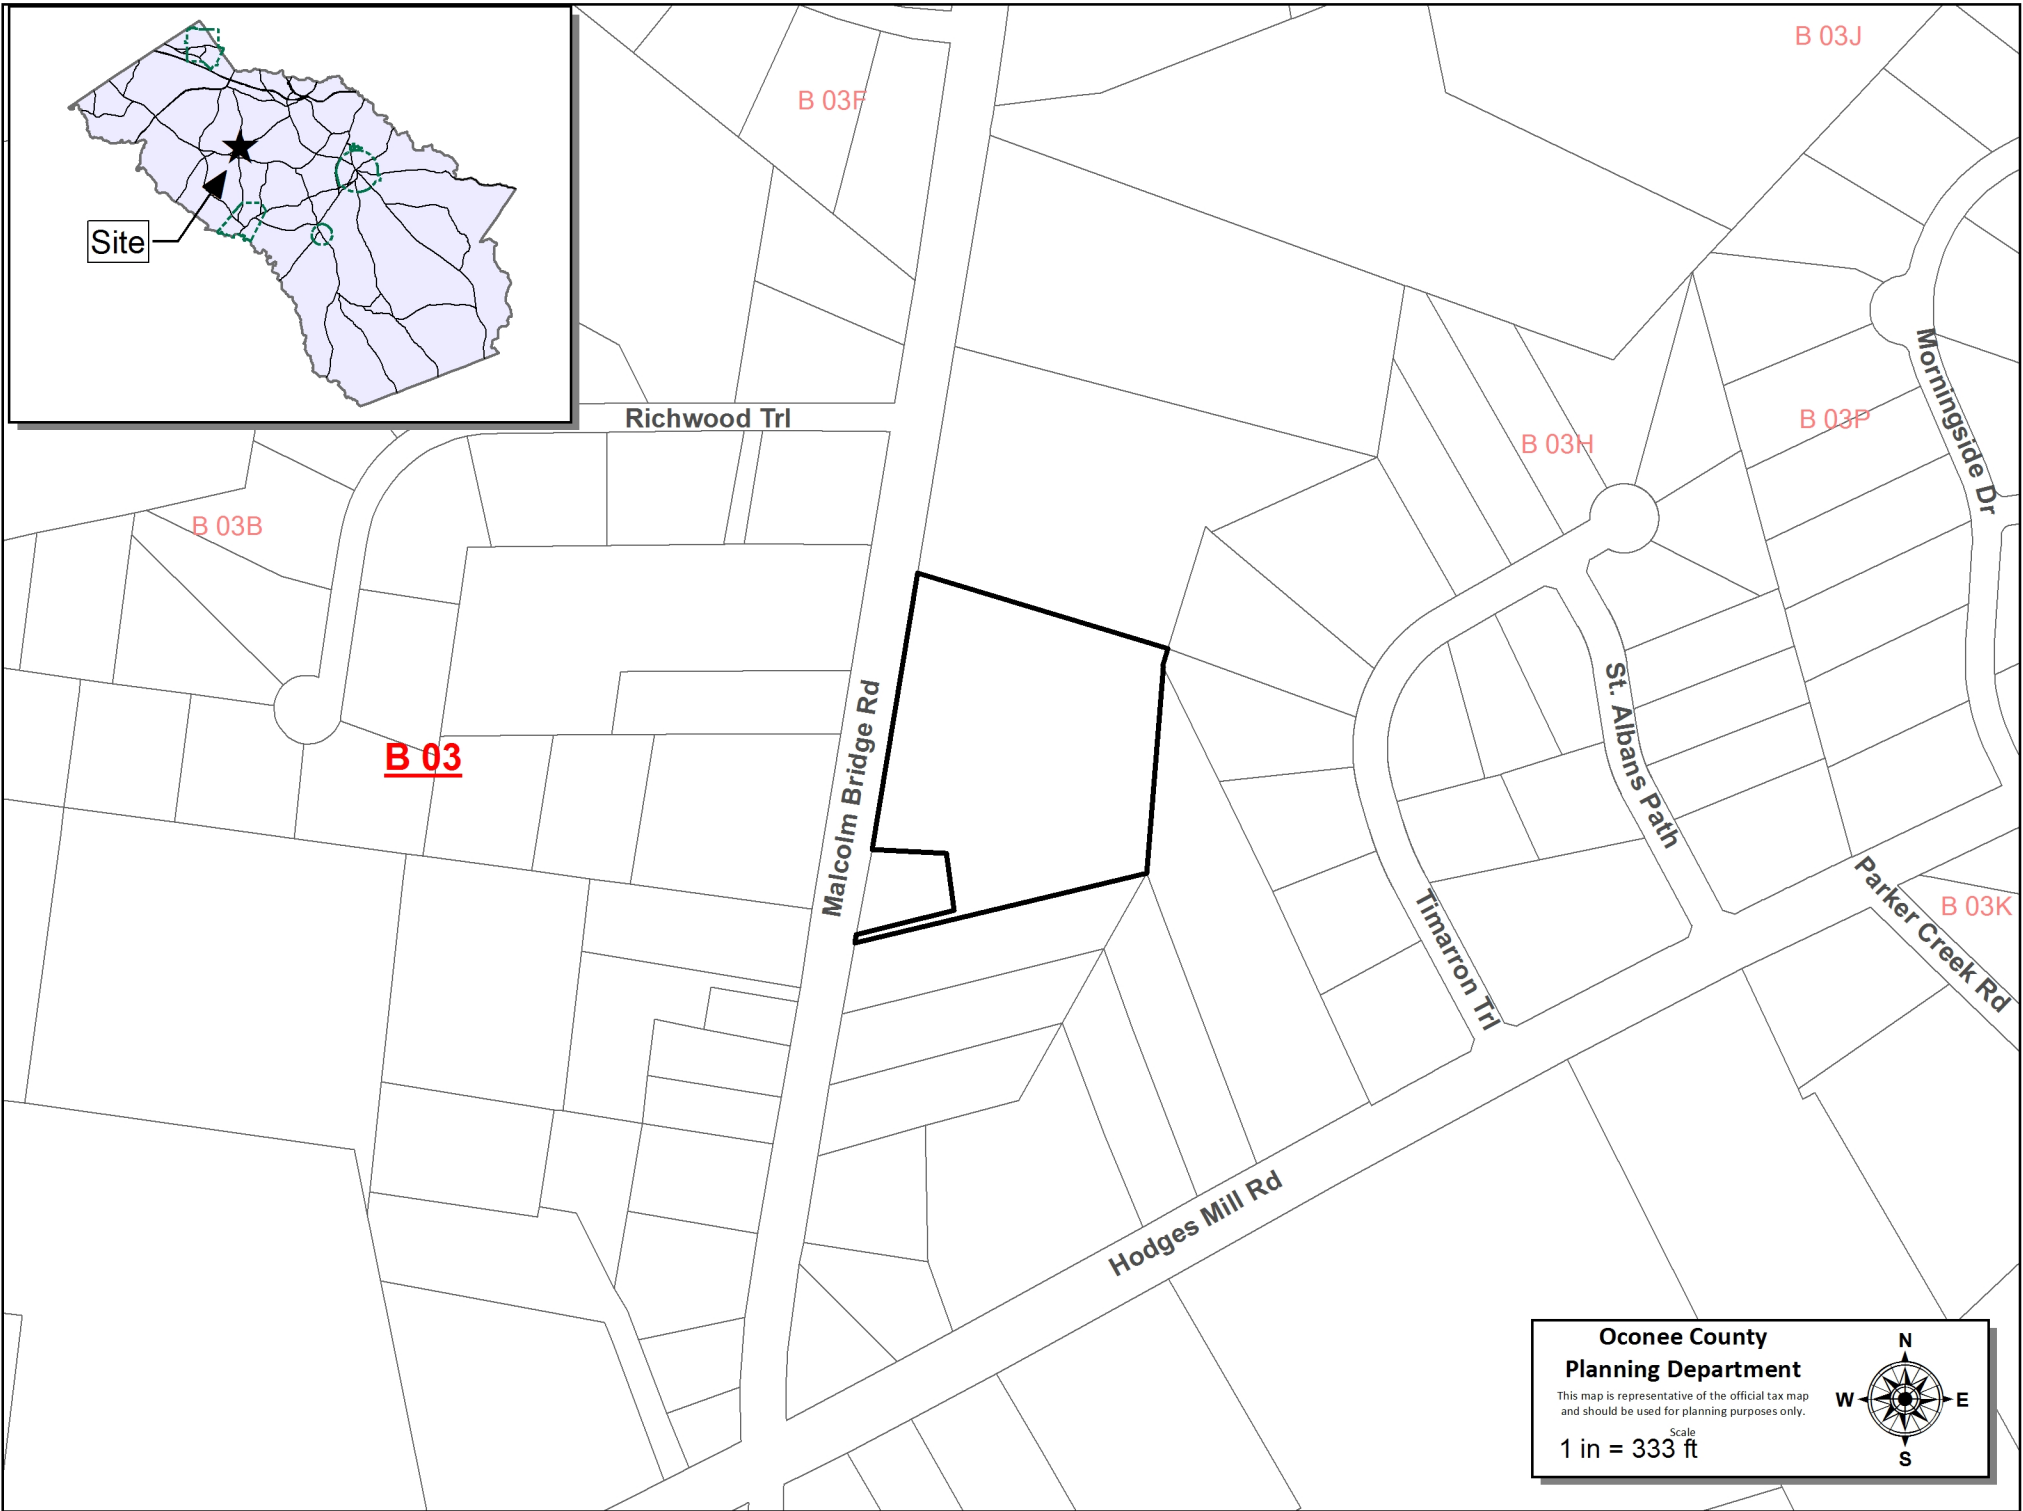 B 03J
B 03F
Site
Richwood Trl
Morningside Dr
B 03P
B 03H
B 03B
St. Albans Path
Malcolm Bridge Rd
B 03
Parker Creek Rd
B 03K
Timarron Trl
Hodges Mill Rd
Oconee County
Planning Department
This map is representative of the official tax map
and should be used for planning purposes only.
Scale
1 in = 333 ft
N
W E
S